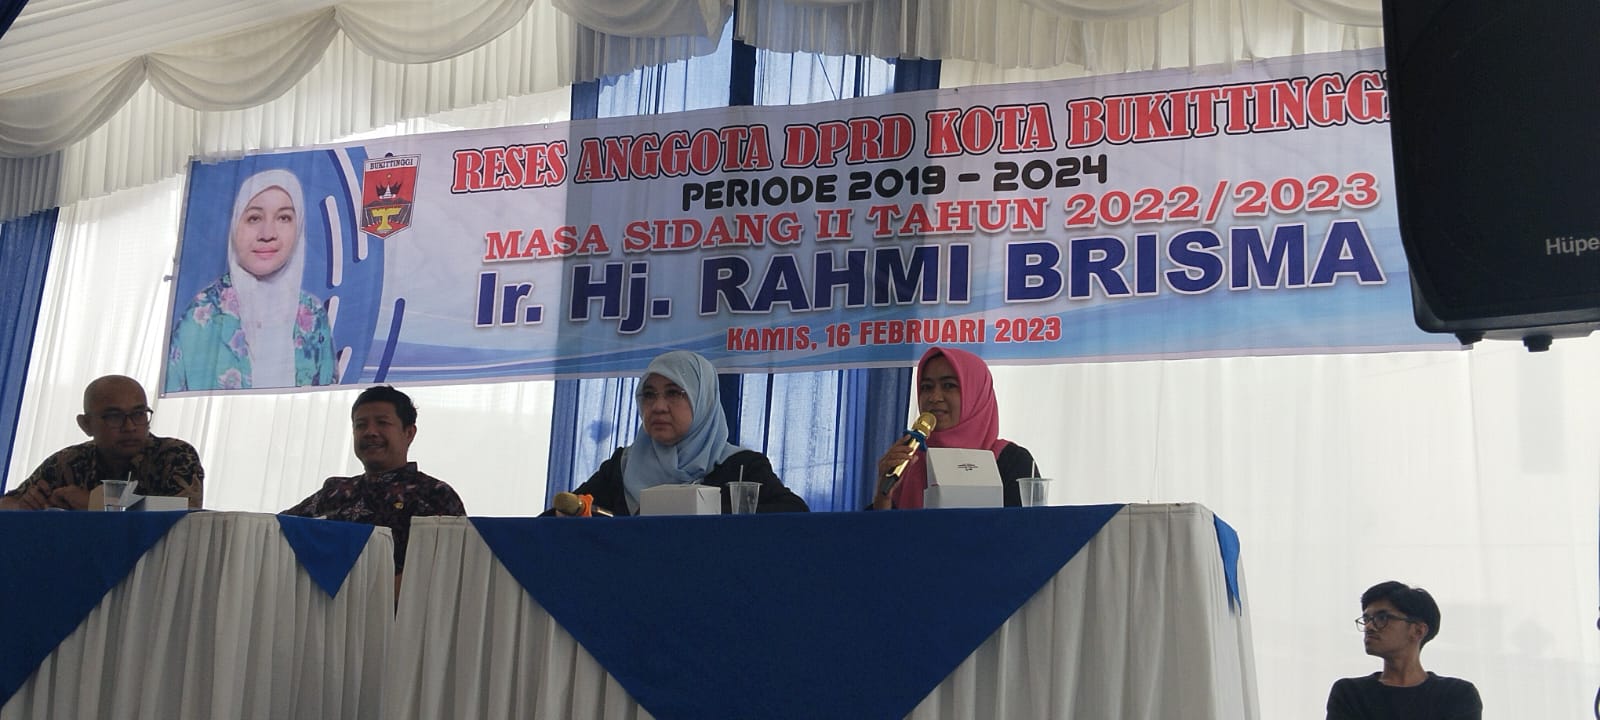 BUKITTINGGI
RESES ANGGOTA DPRD KOTA BUKITTINGGI
PERIODE 2019 - 2024
MASA SIDANG II TAHUN 2022/2023
Ir. Hj. RAHMI BRISMA
KAMIS, 16 FEBRUARI 2023